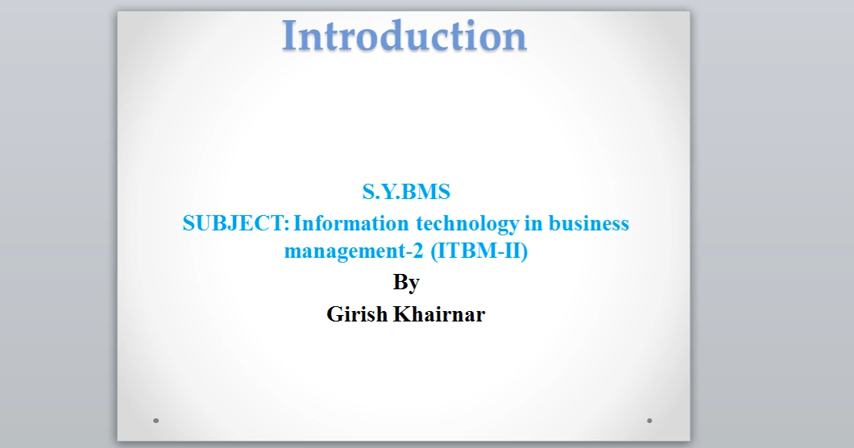 Introduction
S.Y.BMS
SUBJECT: Information technology in business
management-2 (ITBM-II)
By
Girish Khairnar